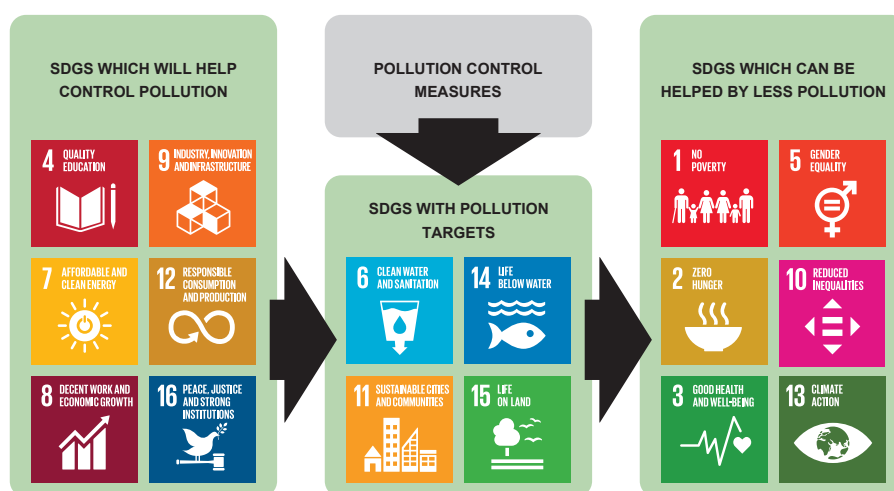 SDGS WHICH WILL HELP
CONTROL POLLUTION
4 QUALITY
EDUCATION
9 INDUSTRY, INNOVATION
AND INFRASTRUCTURE
7 AFFORDABLE AND
CLEAN ENERGY
12 RESPONSIBLE
CONSUMPTION
AND PRODUCTION
8 DECENT WORK AND
ECONOMIC GROWTH
16 PEACE, JUSTICE
AND STRONG
INSTITUTIONS
POLLUTION CONTROL
MEASURES
SDGS WITH POLLUTION
TARGETS
6 CLEAN WATER
AND SANITATION
14 LIFE
BELOW WATER
11 SUSTAINABLE CITIES
AND COMMUNITIES
15 LIFE
ON LAND
SDGS WHICH CAN BE
HELPED BY LESS POLLUTION
1 NO
POVERTY
5 GENDER
EQUALITY
2 ZERO
HUNGER
10 REDUCED
INEQUALITIES
3 GOOD HEALTH
AND WELL-BEING
13 CLIMATE
ACTION